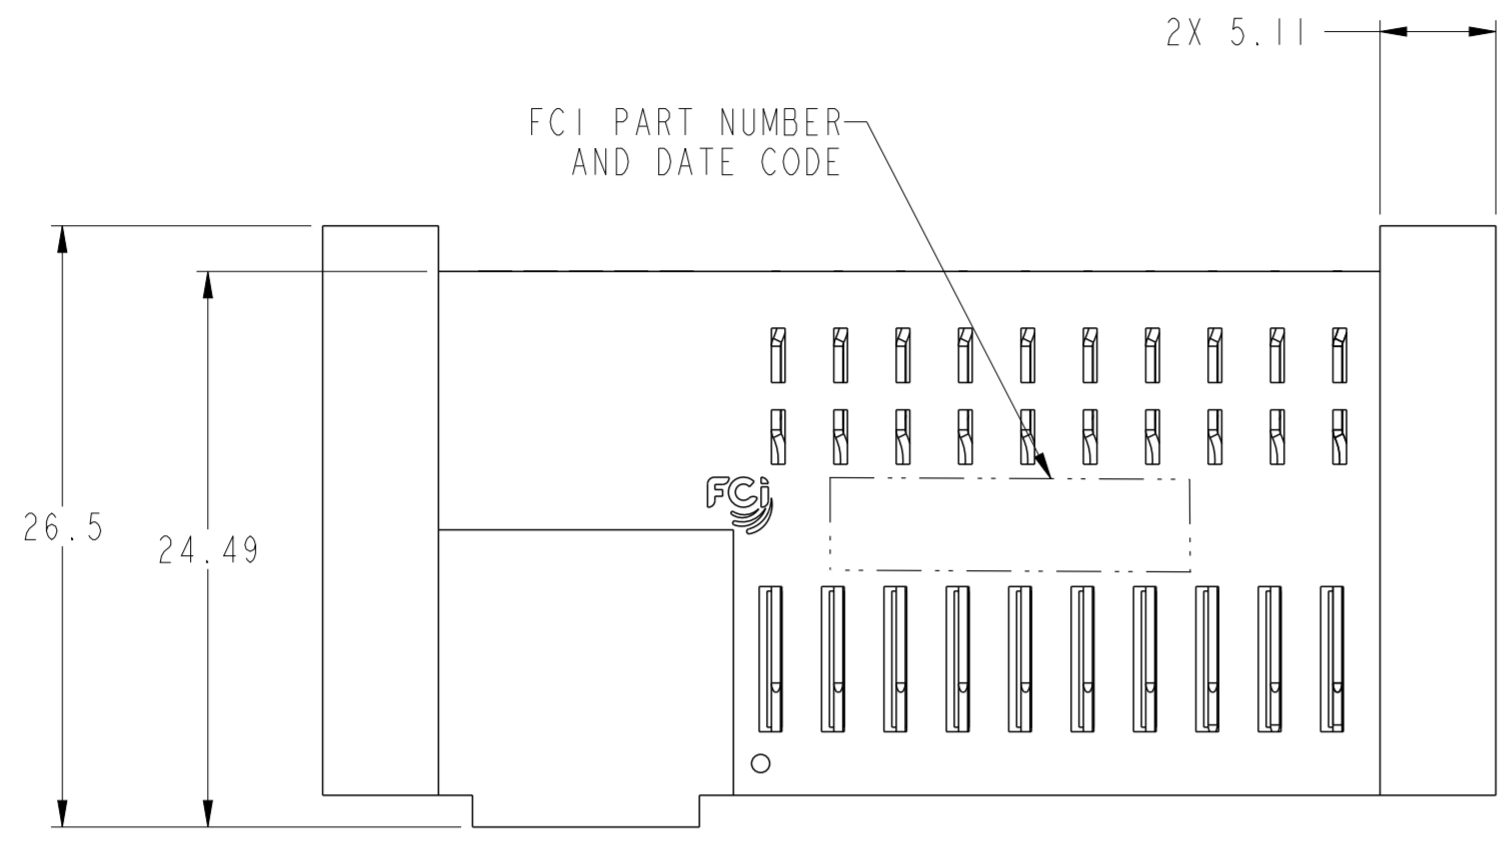 2X 5.11
FCI PART NUMBER
AND DATE CODE
26.5
24.49
FCi